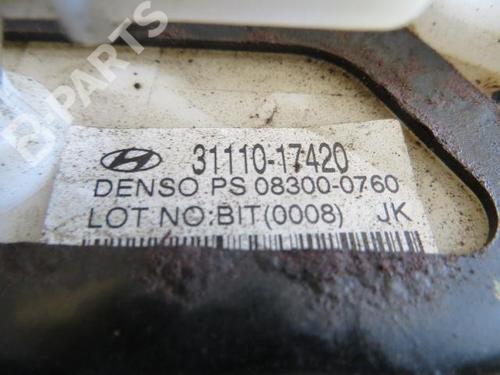 B-PARTS
31110-17420
DENSO PS 08300-0760
LOT NO:BIT(0008) JK